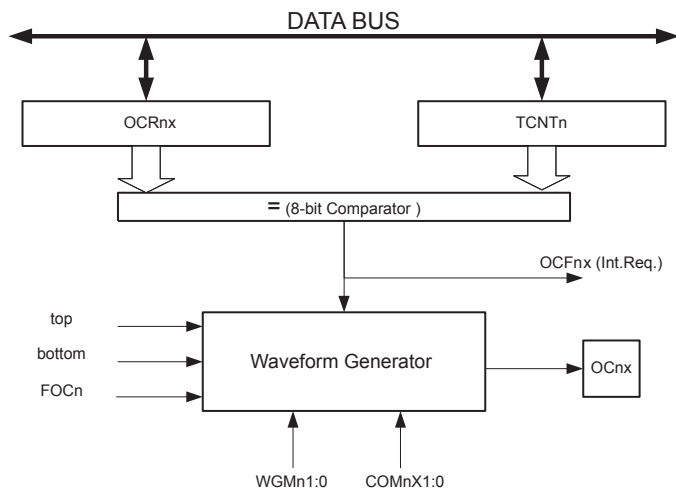 DATA BUS
OCRnx
TCNTn
= (8-bit Comparator )
OCFnx (Int.Req.)
top
bottom
FOCn
Waveform Generator
OCnx
WGMn1:0
COMnX1:0